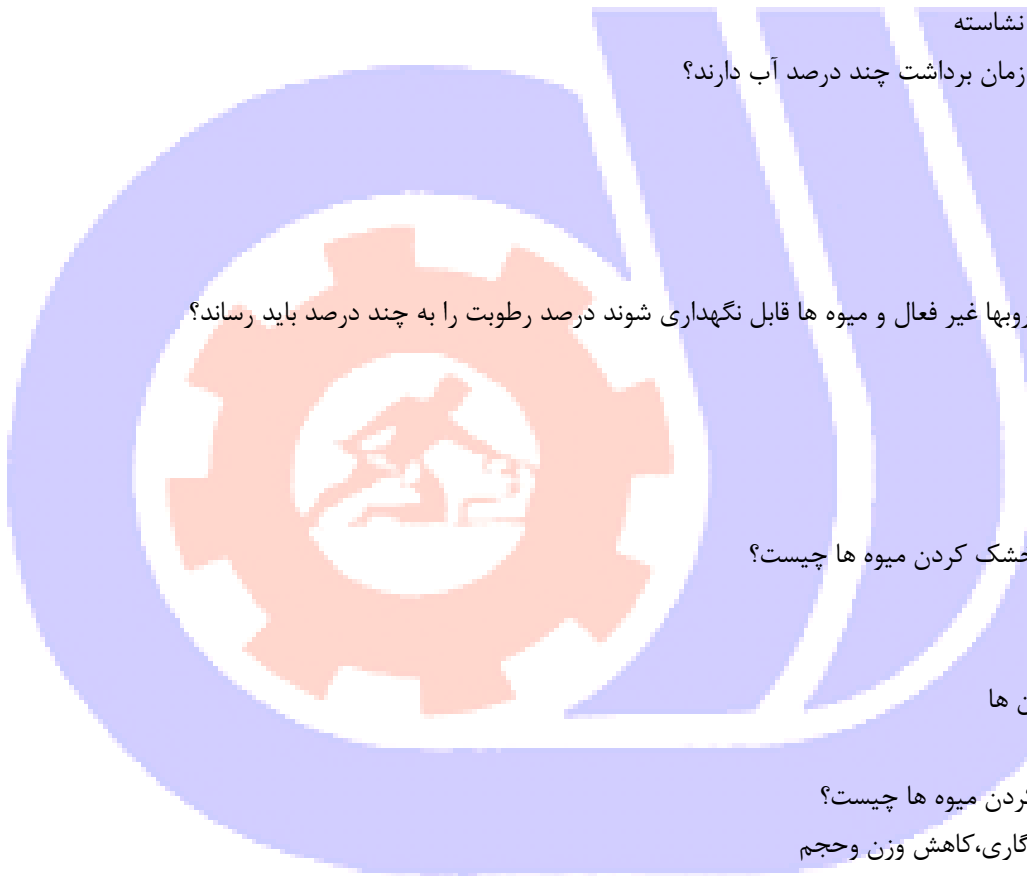 نشاسته
زمان برداشت چند درصد آب دارند؟
روبها غیر فعال و میوه ها قابل نگهداری شوند درصد رطوبت را به چند درصد باید رساند؟
خشک کردن میوه ها چیست؟
ن ها
کردن میوه ها چیست؟
گاری،کاهش وزن وحجم